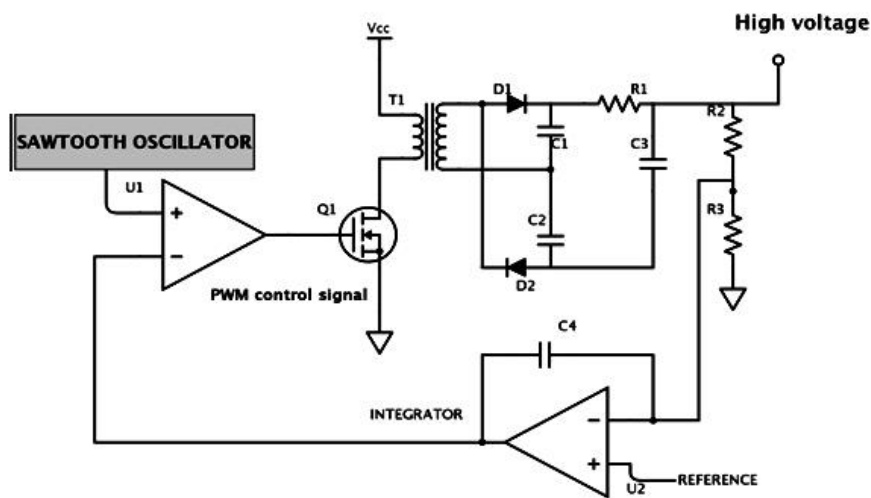 High voltage
Vcc
T1
D1
R1
R2
SAWTOOTH OSCILLATOR
C1
C3
U1
+
Q1
C2
R3
−
D2
PWM control signal
C4
INTEGRATOR
−
+
U2
REFERENCE